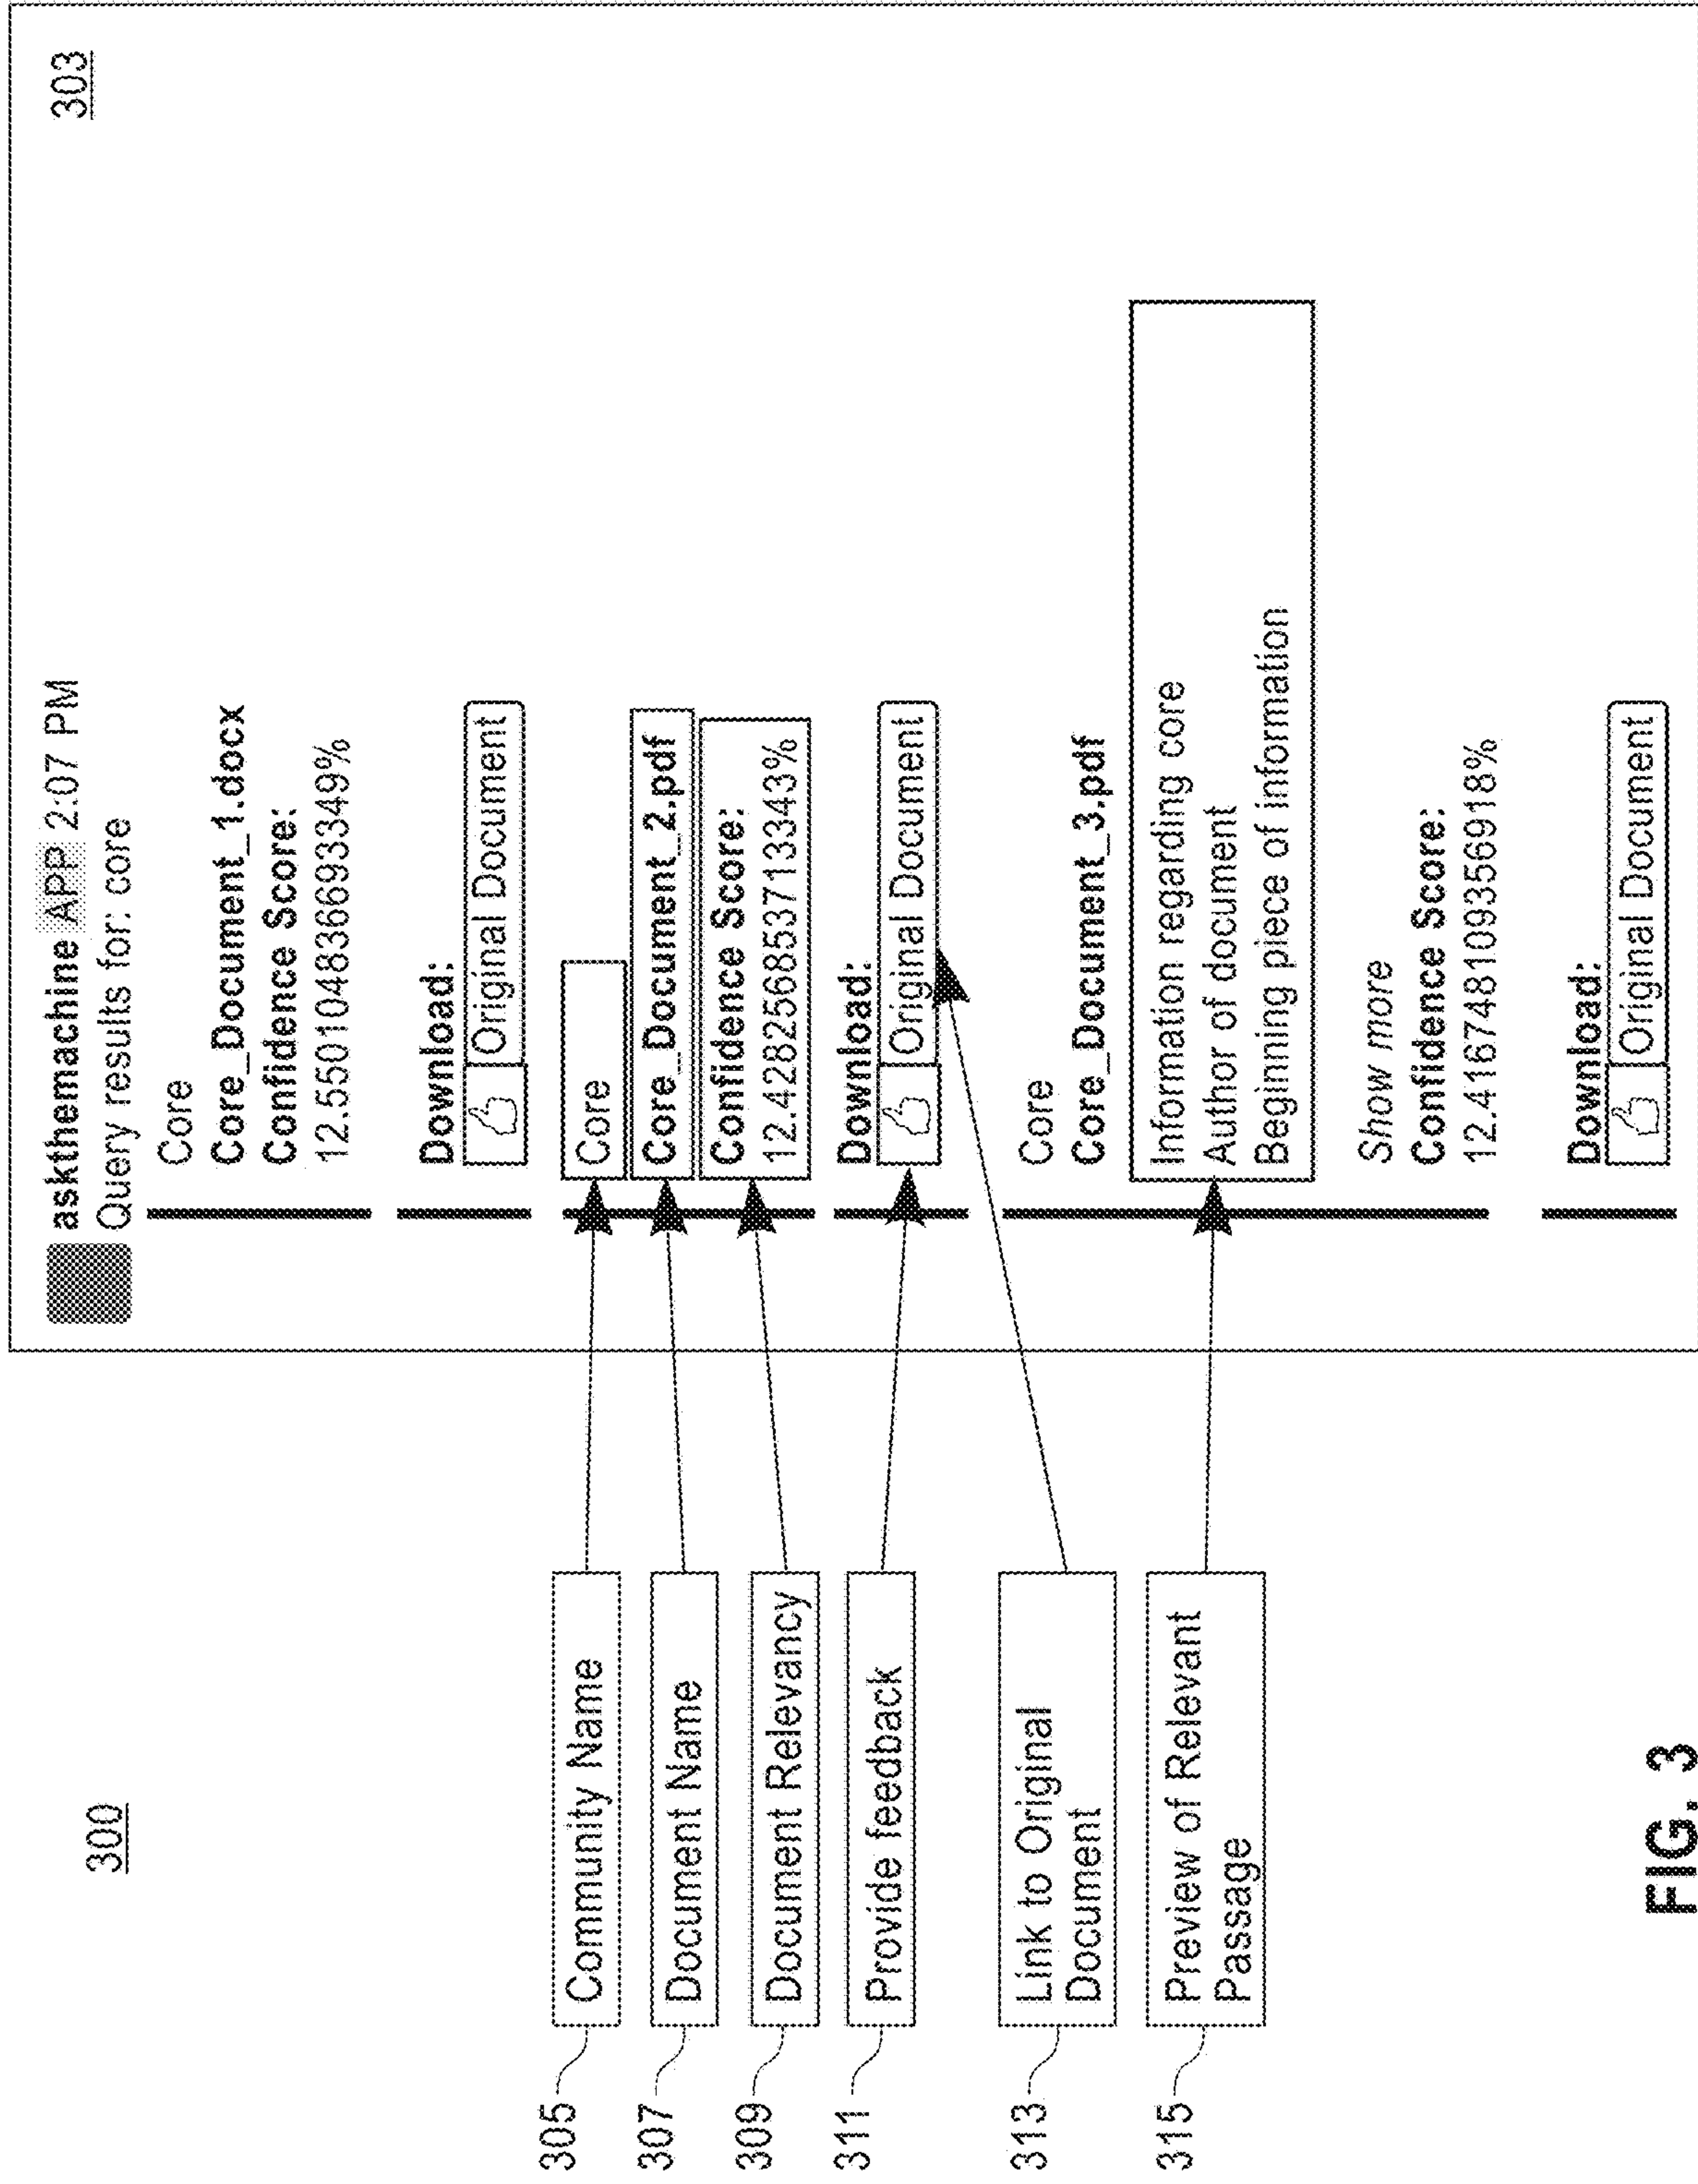 300
303
askthemachine APP 2:07 PM
Query results for: core
Core
Core_Document_1.docx
Confidence Score:
12.550104836693349%
Download:
Original Document
305
Community Name
Core
307
Document Name
Core_Document_2.pdf
309
Document Relevancy
Confidence Score:
12.428256853713343%
311
Provide feedback
Download:
Original Document
313
Link to Original
Document
Core
Core_Document_3.pdf
315
Preview of Relevant
Passage
Information regarding core
Author of document
Beginning piece of information
Show more
Confidence Score:
12.416748109356918%
Download:
Original Document
FIG. 3